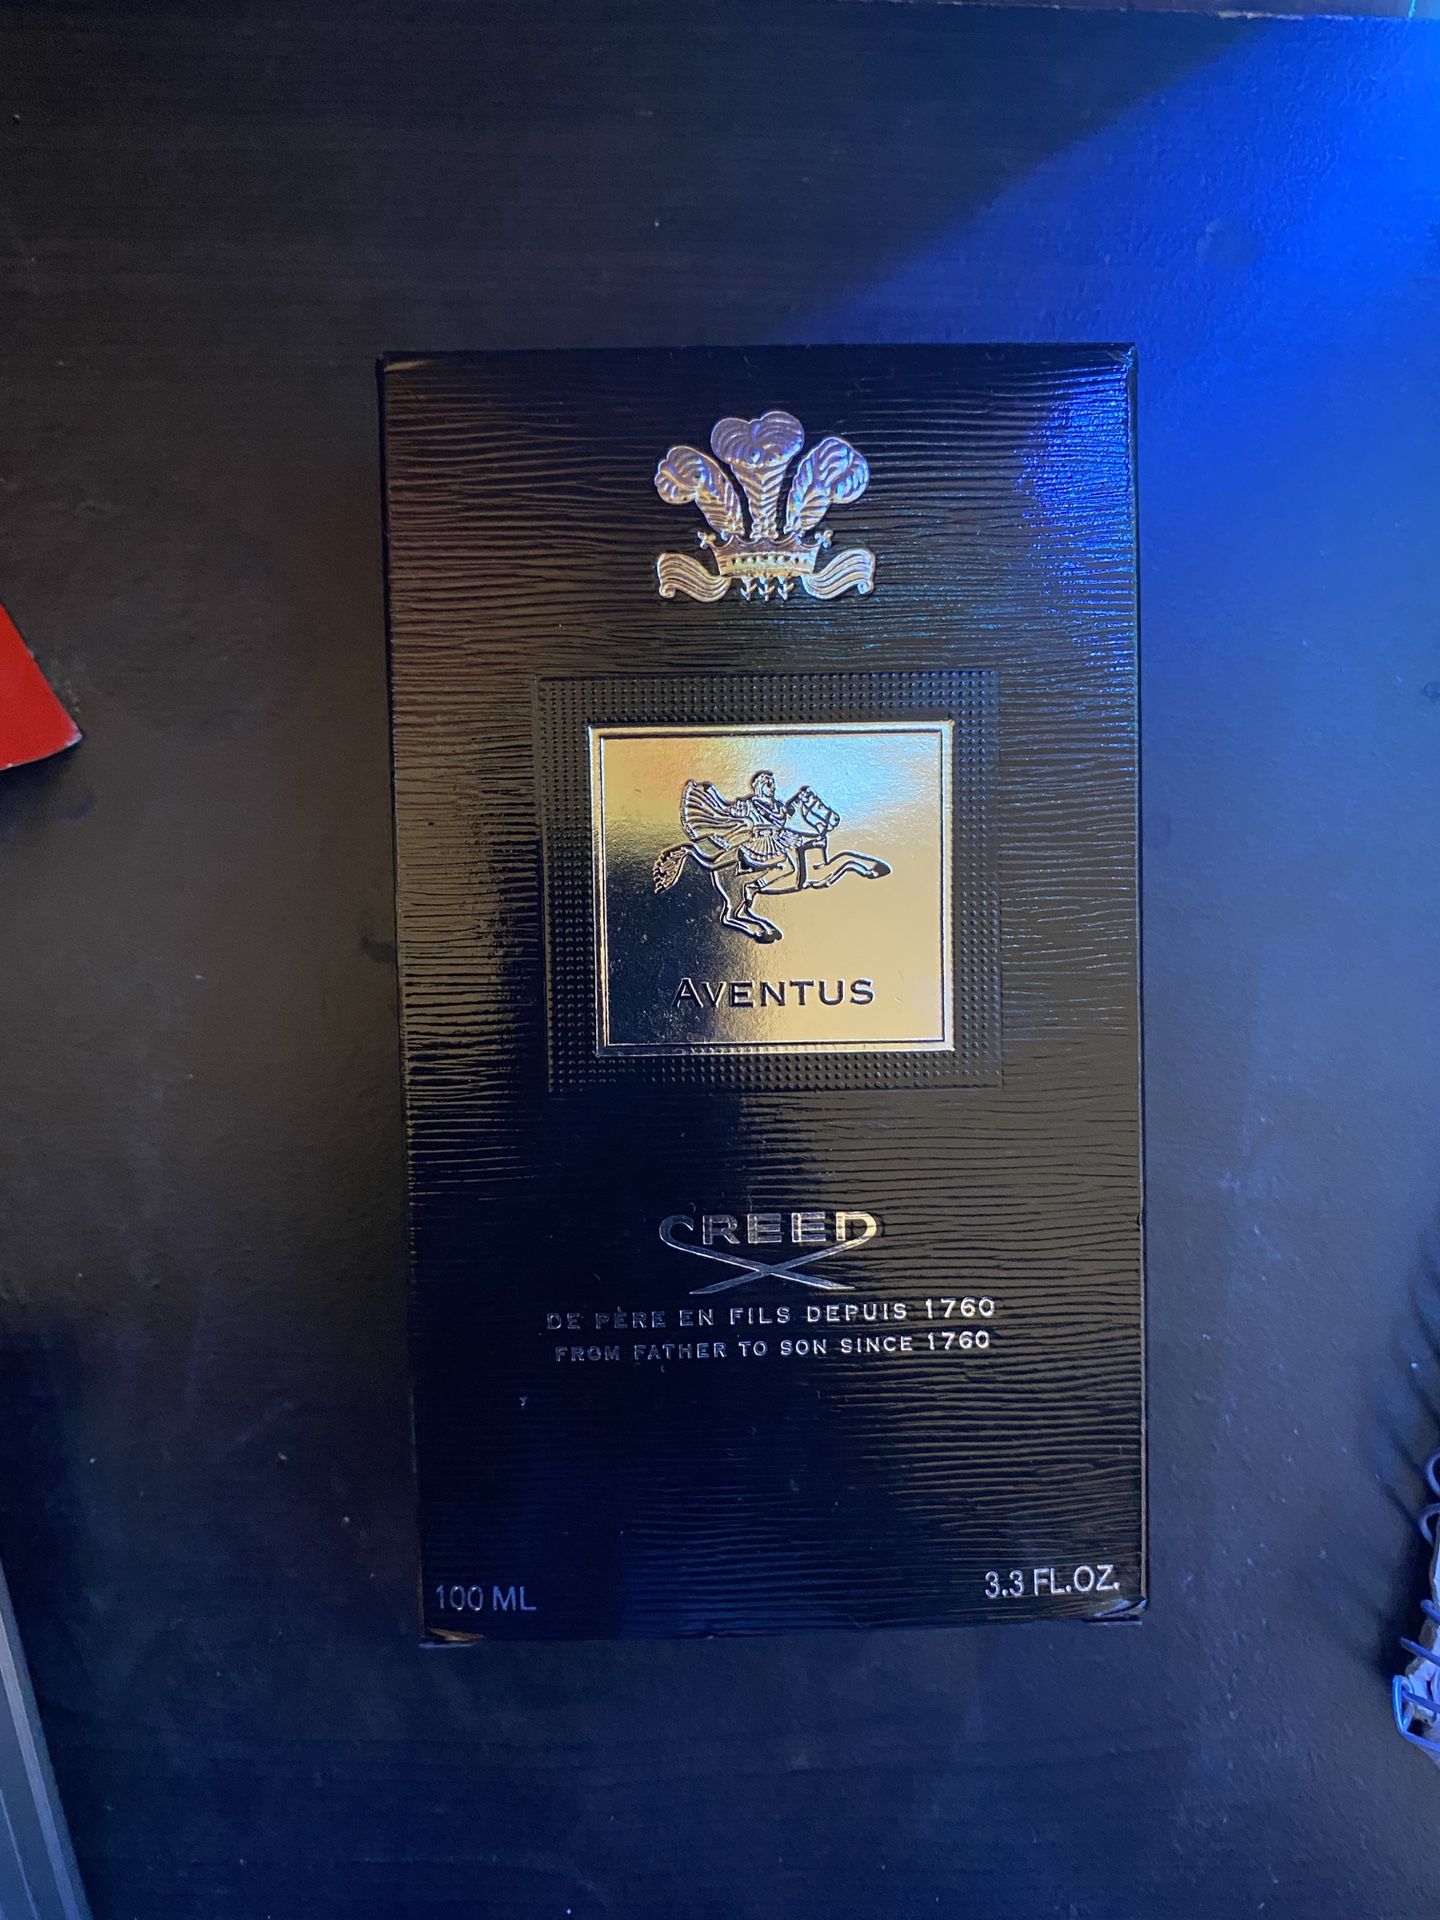 AVENTUS
CREED
DE PÈRE EN FILS DEPUIS 1760
FROM FATHER TO SON SINCE 1760
100 ML
3.3 FL.OZ.